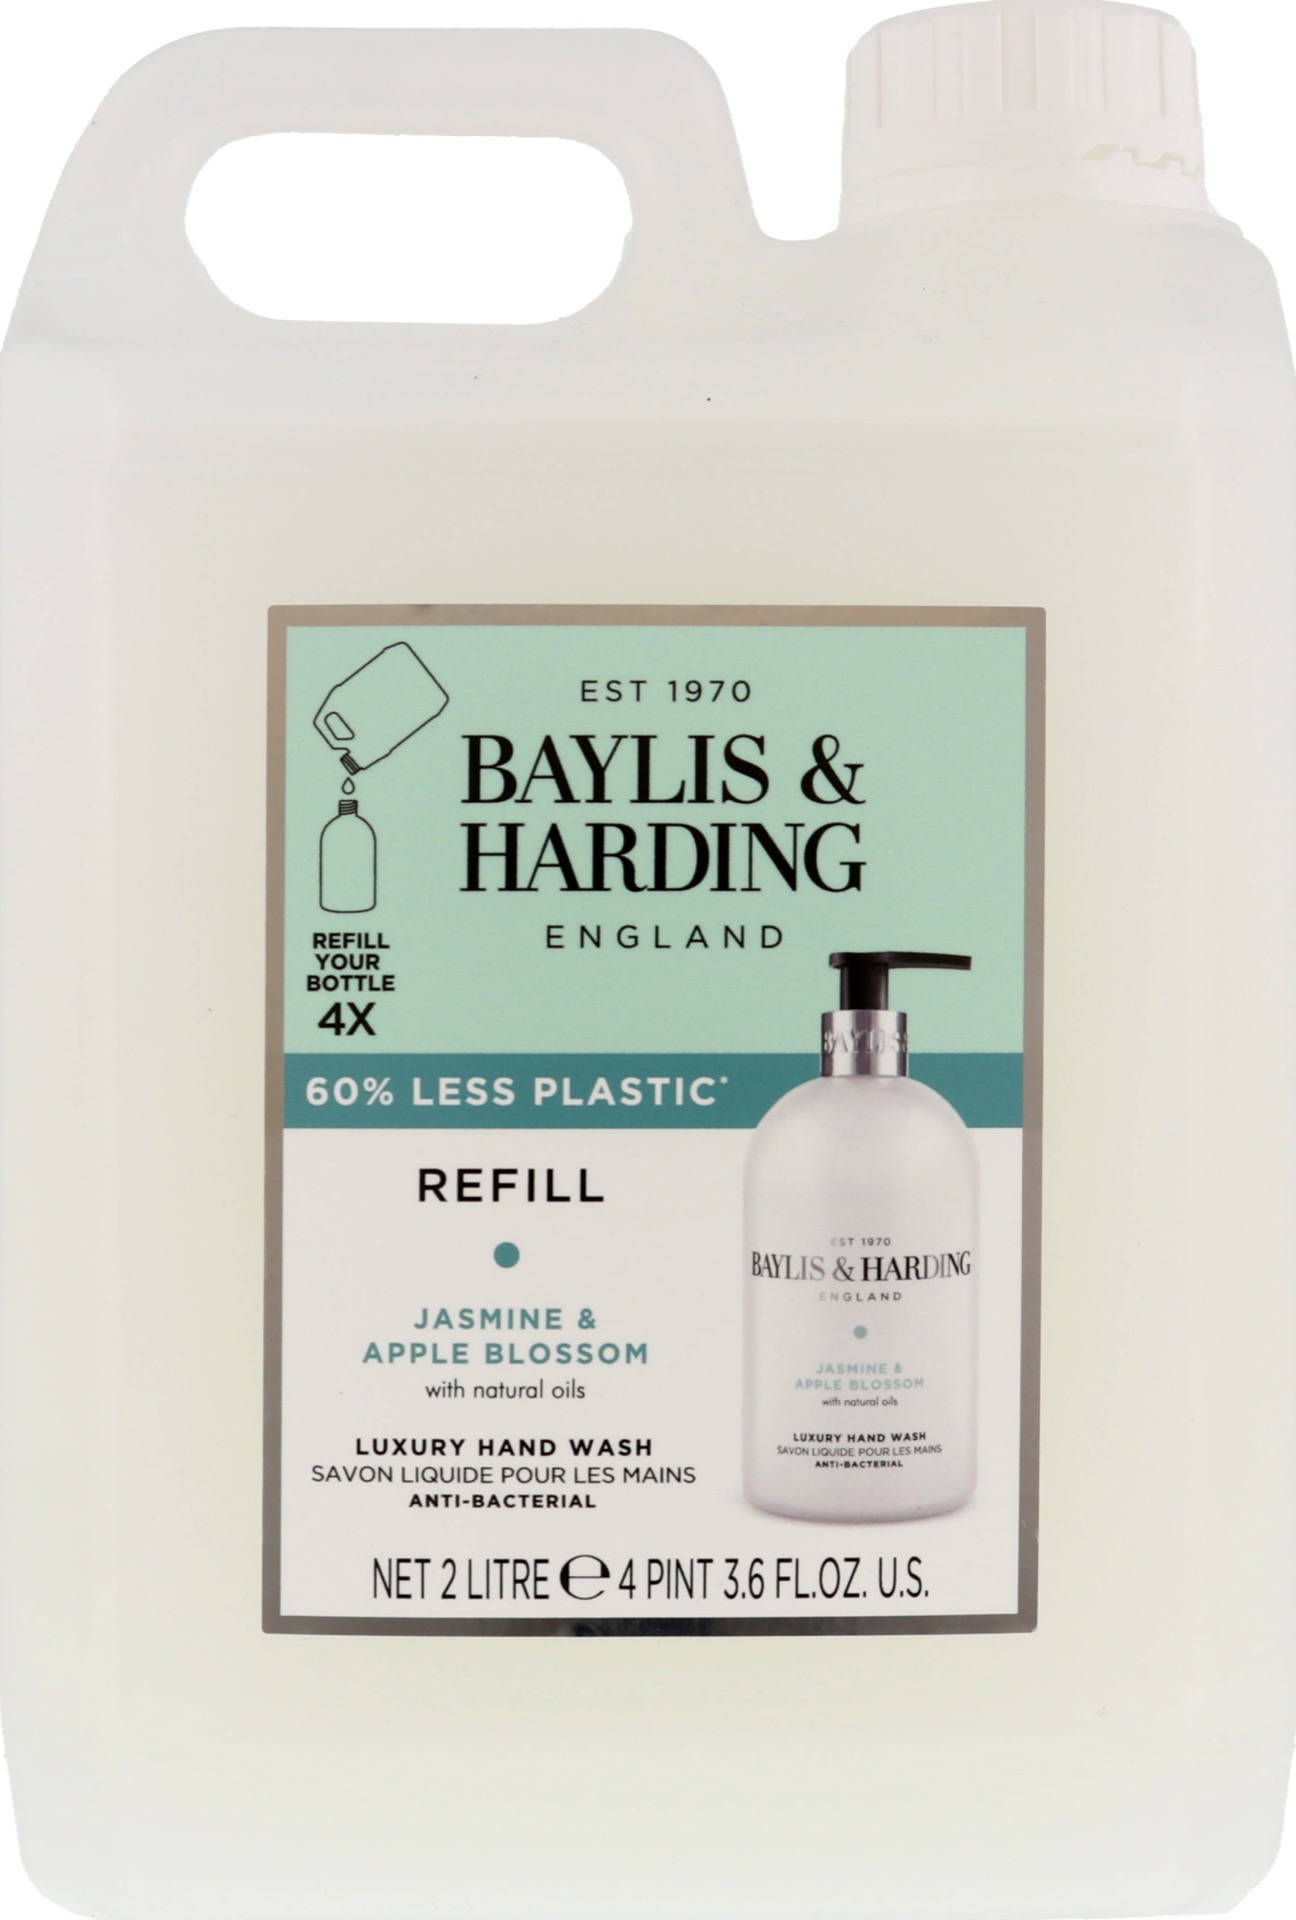 EST 1970
BAYLIS &
HARDING
ENGLAND
REFILL
YOUR
BOTTLE
4X
60% LESS PLASTIC*
REFILL
JASMINE &
APPLE BLOSSOM
with natural oils
LUXURY HAND WASH
SAVON LIQUIDE POUR LES MAINS
ANTI-BACTERIAL
BAYLIS &
EST 1970
BAYLIS & HARDING
ENGLAND
JASMINE &
APPLE BLOSSOM
with natural oils
LUXURY HAND WASH
SAVON LIQUIDE POUR LES MAINS
ANTI-BACTERIAL
NET 2 LITRE ℮ 4 PINT 3.6 FL.OZ. U.S.